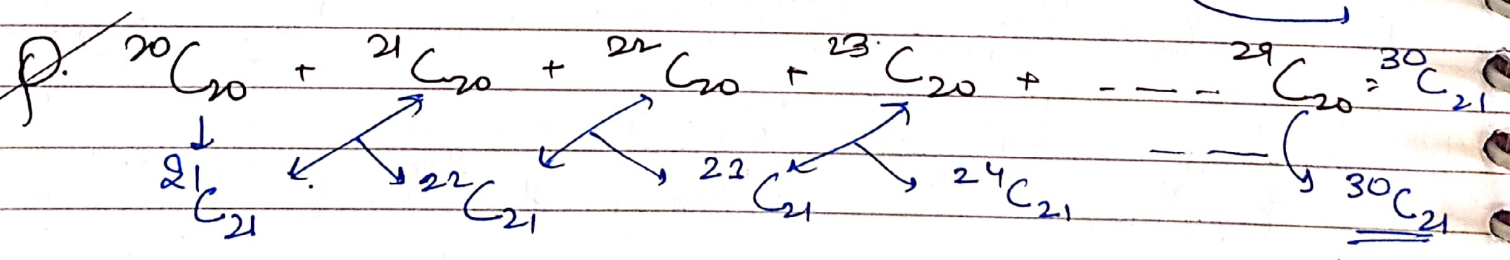 Q. ²⁰C₂₀ + ²¹C₂₀ + ²²C₂₀ + ²³C₂₀ + ---- ²⁹C₂₀ = ³⁰C₂₁
²¹C₂₁ ²²C₂₁ ²³C₂₁ ²⁴C₂₁ -- ³⁰C₂₁